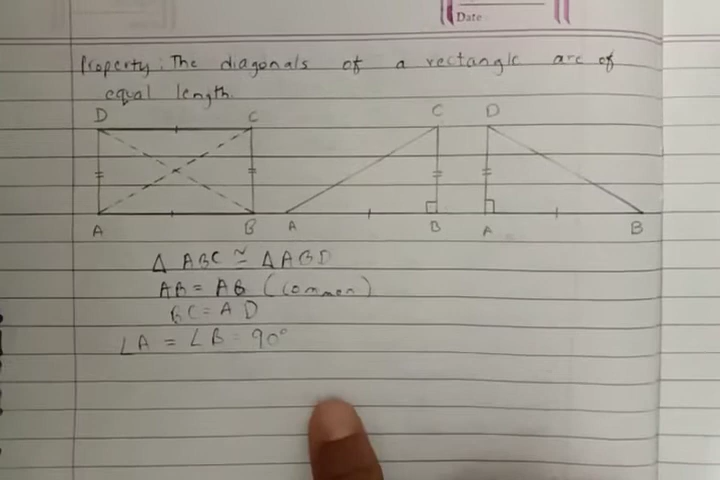 Date
Property: The diagonals of a rectangle are of
equal length.
D C C D
A B A B A B
Δ ABC ≅ Δ ABD
AB = AB (common)
BC = AD
∠A = ∠B = 90°